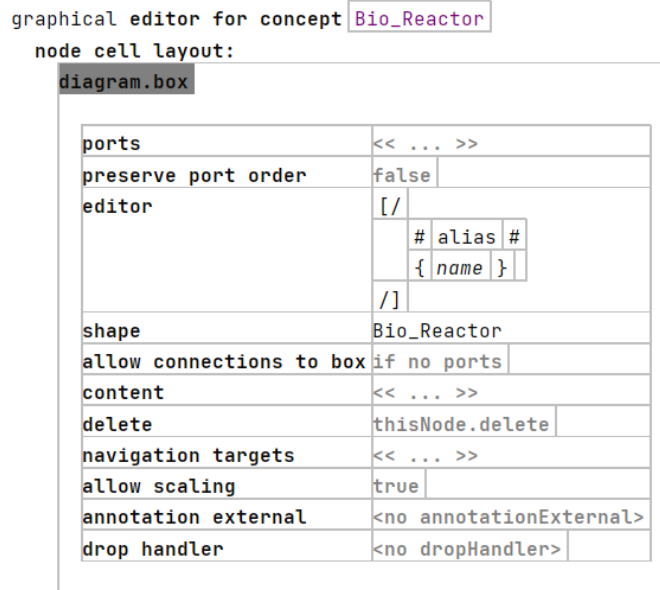 graphical editor for concept Bio_Reactor
node cell layout:
diagram.box
ports << ... >>
preserve port order false
editor [/
# alias #
{ name }
/]
shape Bio_Reactor
allow connections to box if no ports
content << ... >>
delete thisNode.delete
navigation targets << ... >>
allow scaling true
annotation external <no annotationExternal>
drop handler <no dropHandler>